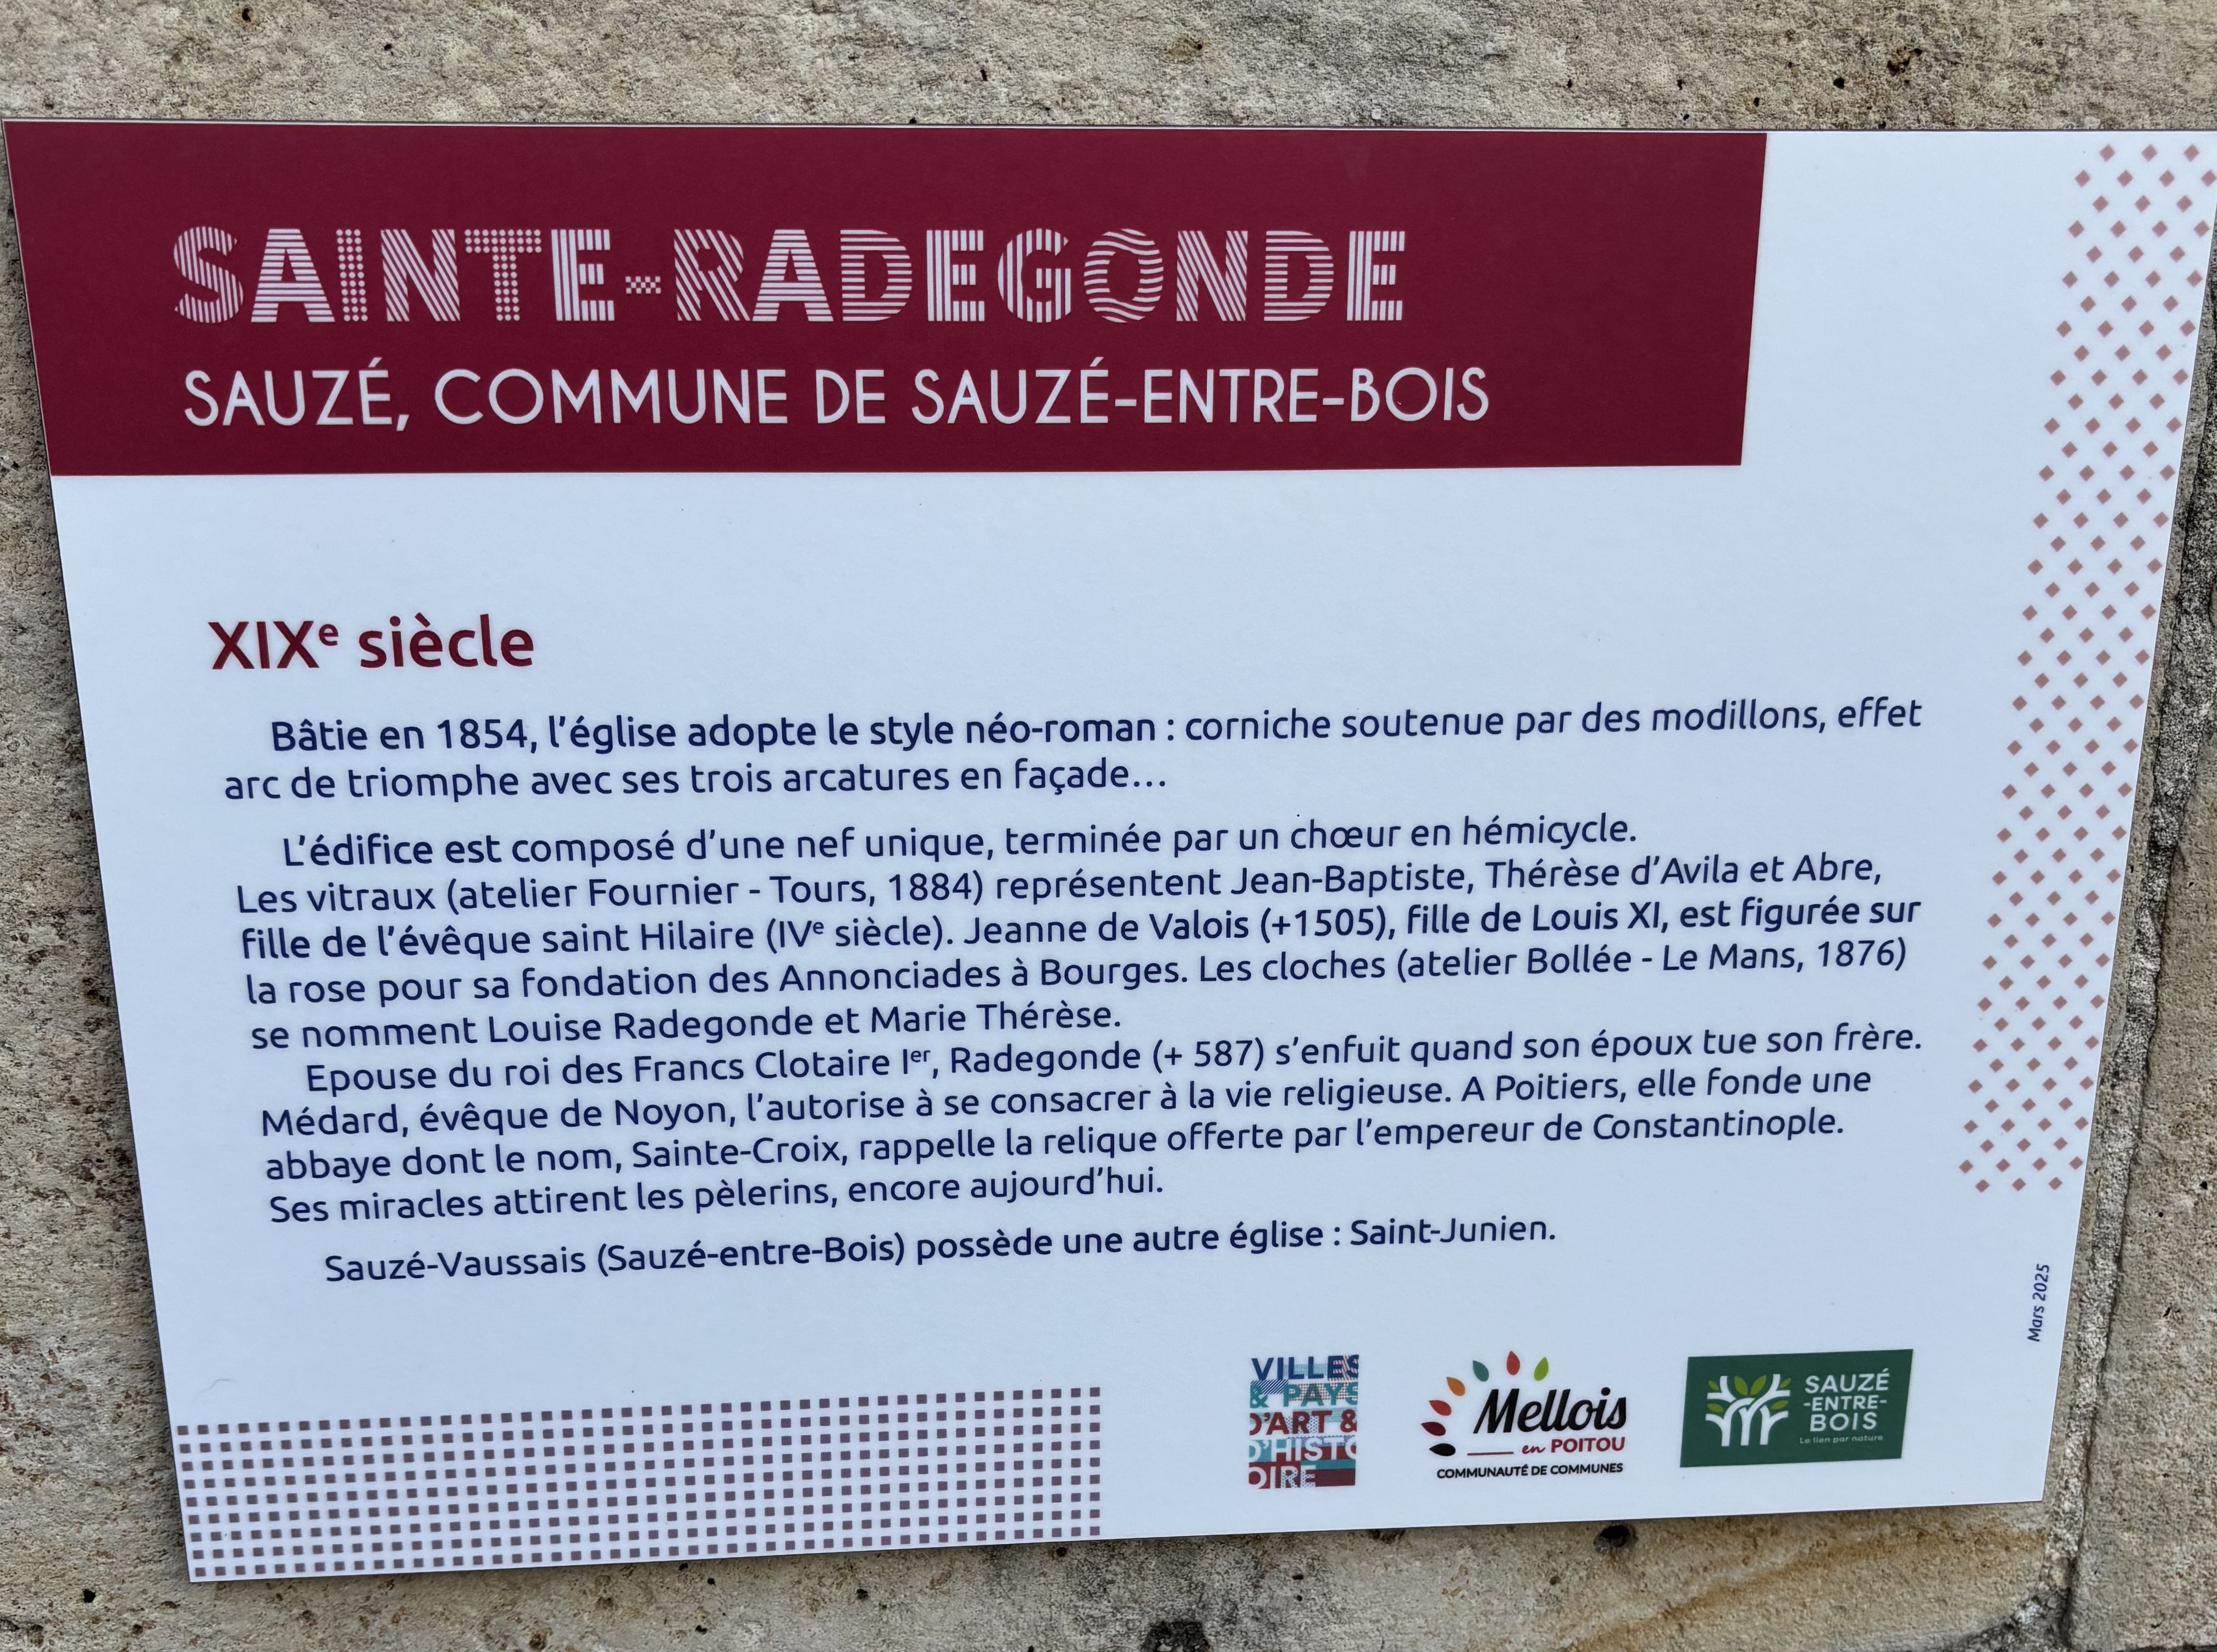 SAINTE-RADEGONDE
SAUZÉ, COMMUNE DE SAUZÉ-ENTRE-BOIS
XIXe siècle
Bâtie en 1854, l'église adopte le style néo-roman : corniche soutenue par des modillons, effet
arc de triomphe avec ses trois arcatures en façade...
L'édifice est composé d'une nef unique, terminée par un chœur en hémicycle.
Les vitraux (atelier Fournier - Tours, 1884) représentent Jean-Baptiste, Thérèse d'Avila et Abre,
fille de l'évêque saint Hilaire (IVe siècle). Jeanne de Valois (+1505), fille de Louis XI, est figurée sur
la rose pour sa fondation des Annonciades à Bourges. Les cloches (atelier Bollée - Le Mans, 1876)
se nomment Louise Radegonde et Marie Thérèse.
Epouse du roi des Francs Clotaire Ier, Radegonde (+ 587) s'enfuit quand son époux tue son frère.
Médard, évêque de Noyon, l'autorise à se consacrer à la vie religieuse. A Poitiers, elle fonde une
abbaye dont le nom, Sainte-Croix, rappelle la relique offerte par l'empereur de Constantinople.
Ses miracles attirent les pèlerins, encore aujourd'hui.
Sauzé-Vaussais (Sauzé-entre-Bois) possède une autre église : Saint-Junien.
Mars 2025
VILLES
& PAYS
D'ART &
D'HISTO
OIRE
Mellois
en POITOU
COMMUNAUTÉ DE COMMUNES
SAUZÉ
-ENTRE-
BOIS
Le lien par nature